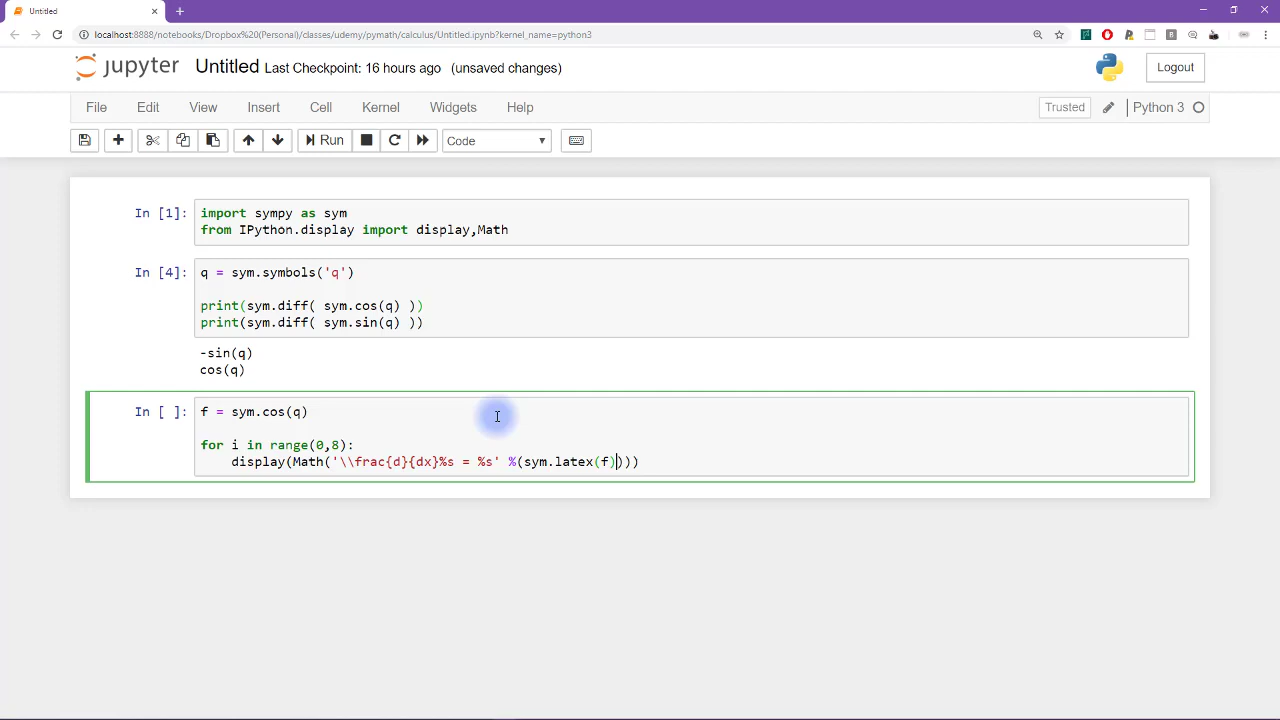 Untitled
localhost:8888/notebooks/Dropbox%20(Personal)/classes/udemy/pymath/calculus/Untitled.ipynb?kernel_name=python3
jupyter Untitled Last Checkpoint: 16 hours ago (unsaved changes) Logout
File Edit View Insert Cell Kernel Widgets Help Trusted Python 3
Run Code
In [1]: import sympy as sym
from IPython.display import display,Math
In [4]: q = sym.symbols('q')
print(sym.diff( sym.cos(q) ))
print(sym.diff( sym.sin(q) ))
-sin(q)
cos(q)
In [ ]: f = sym.cos(q)
for i in range(0,8):
display(Math('\\frac{d}{dx}%s = %s' %(sym.latex(f))))